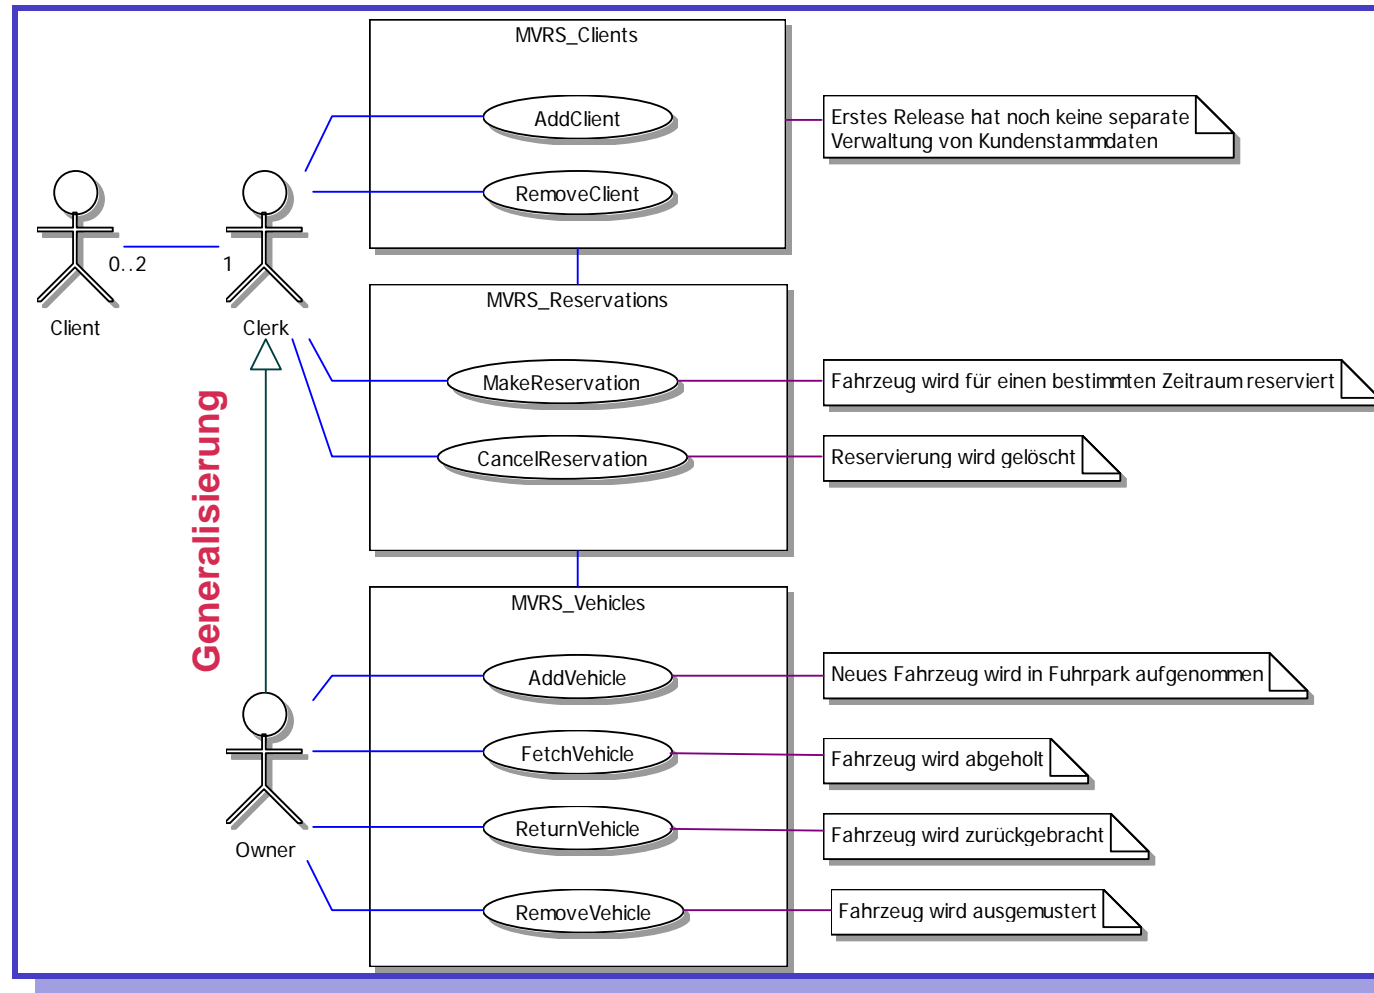 MVRS_Clients
AddClient
Erstes Release hat noch keine separate
Verwaltung von Kundenstammdaten
RemoveClient
0..2
1
Client
Clerk
MVRS_Reservations
MakeReservation
Fahrzeug wird für einen bestimmten Zeitraum reserviert
CancelReservation
Reservierung wird gelöscht
Generalisierung
MVRS_Vehicles
AddVehicle
Neues Fahrzeug wird in Fuhrpark aufgenommen
FetchVehicle
Fahrzeug wird abgeholt
ReturnVehicle
Fahrzeug wird zurückgebracht
Owner
RemoveVehicle
Fahrzeug wird ausgemustert